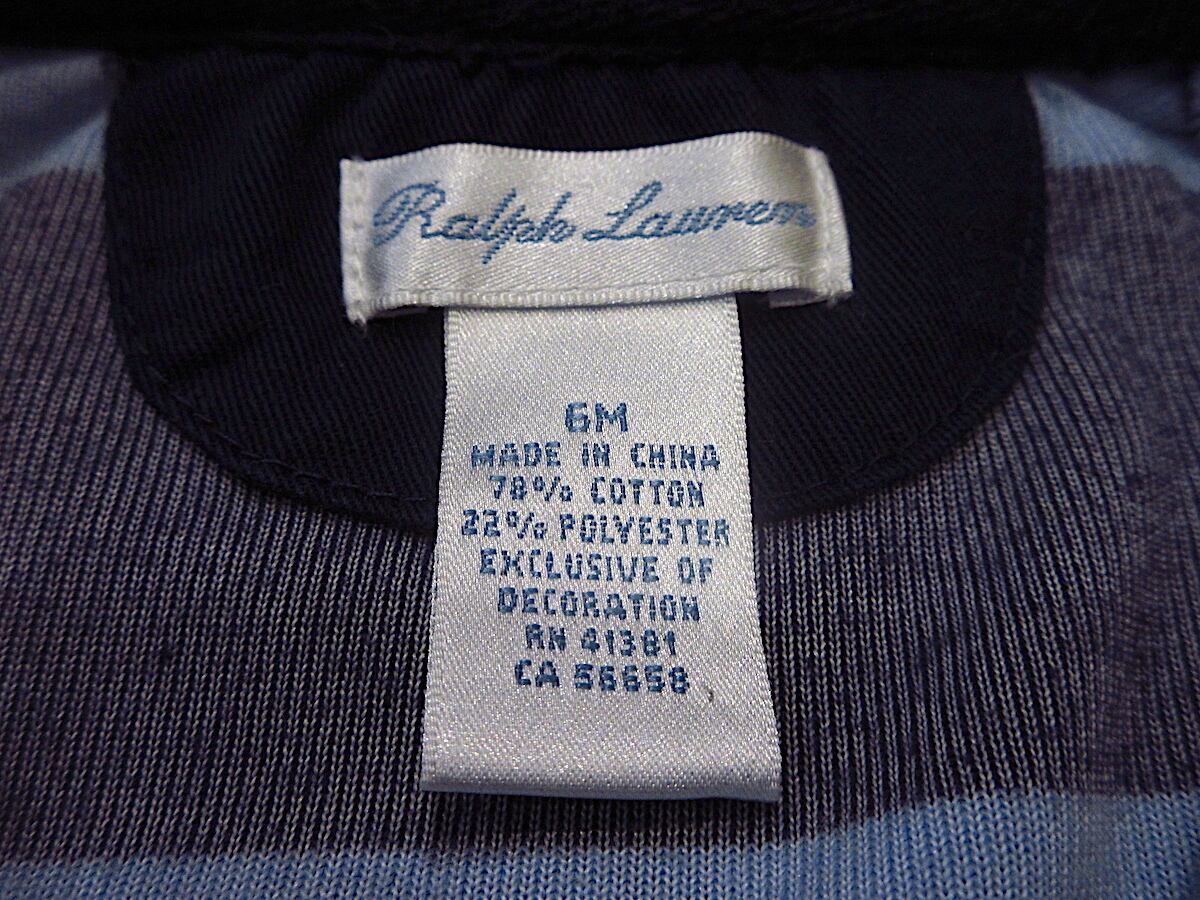 Ralph Lauren
6M
MADE IN CHINA
78% COTTON
22% POLYESTER
EXCLUSIVE OF
DECORATION
RN 41381
CA 56658